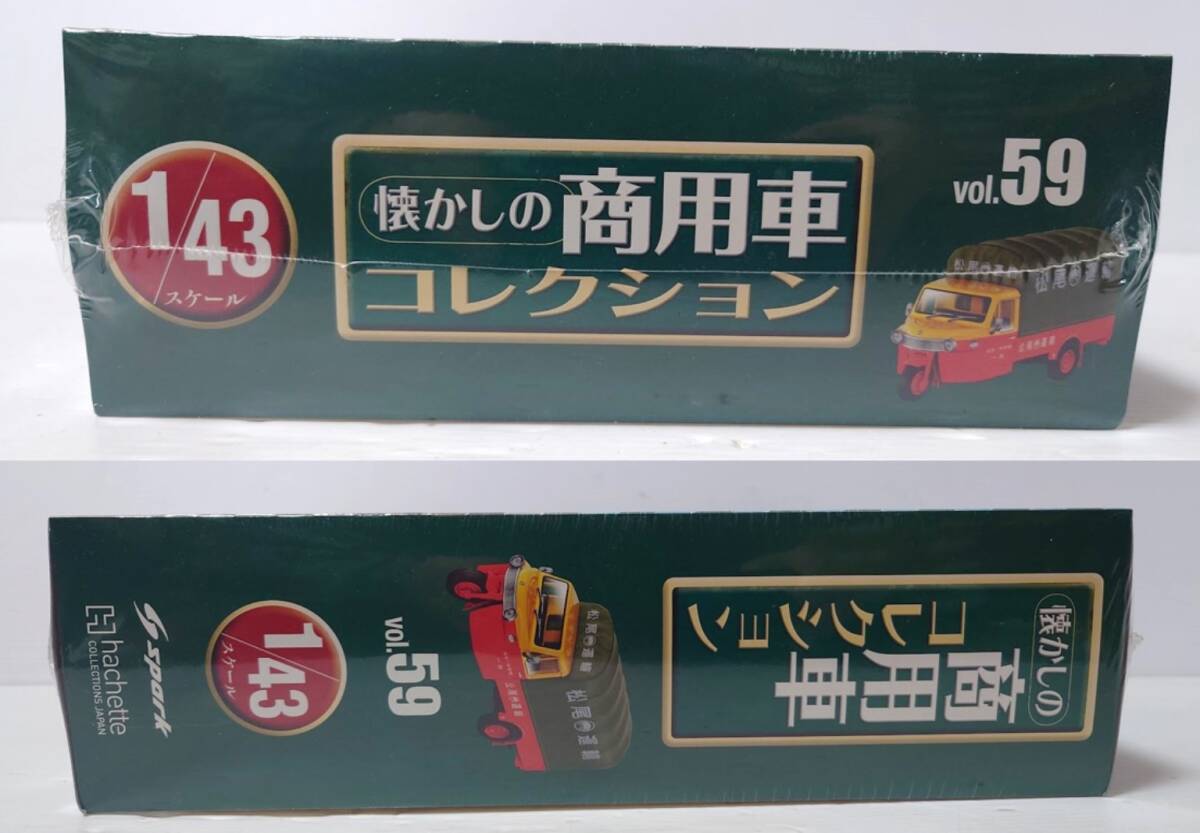 1/43
スケール
懐かしの商用車
コレクション
vol.59
松尾 運輸
懐かしの商用車
コレクション
松尾 運輸
vol.59
1/43
スケール
spark
hachette
COLLECTIONS JAPAN